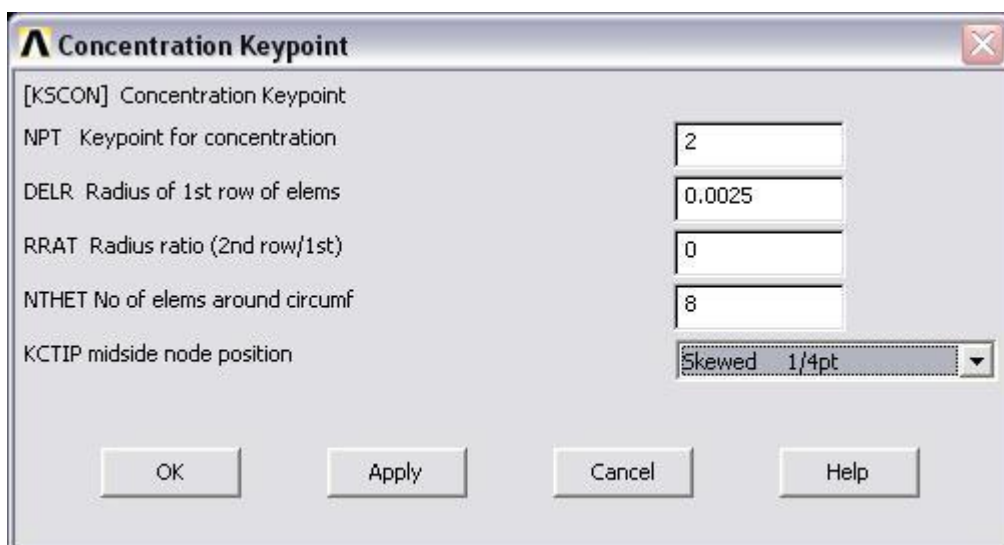 Concentration Keypoint
[KSCON] Concentration Keypoint
NPT Keypoint for concentration 2
DELR Radius of 1st row of elems 0.0025
RRAT Radius ratio (2nd row/1st) 0
NTHET No of elems around circumf 8
KCTIP midside node position Skewed 1/4pt
OK Apply Cancel Help